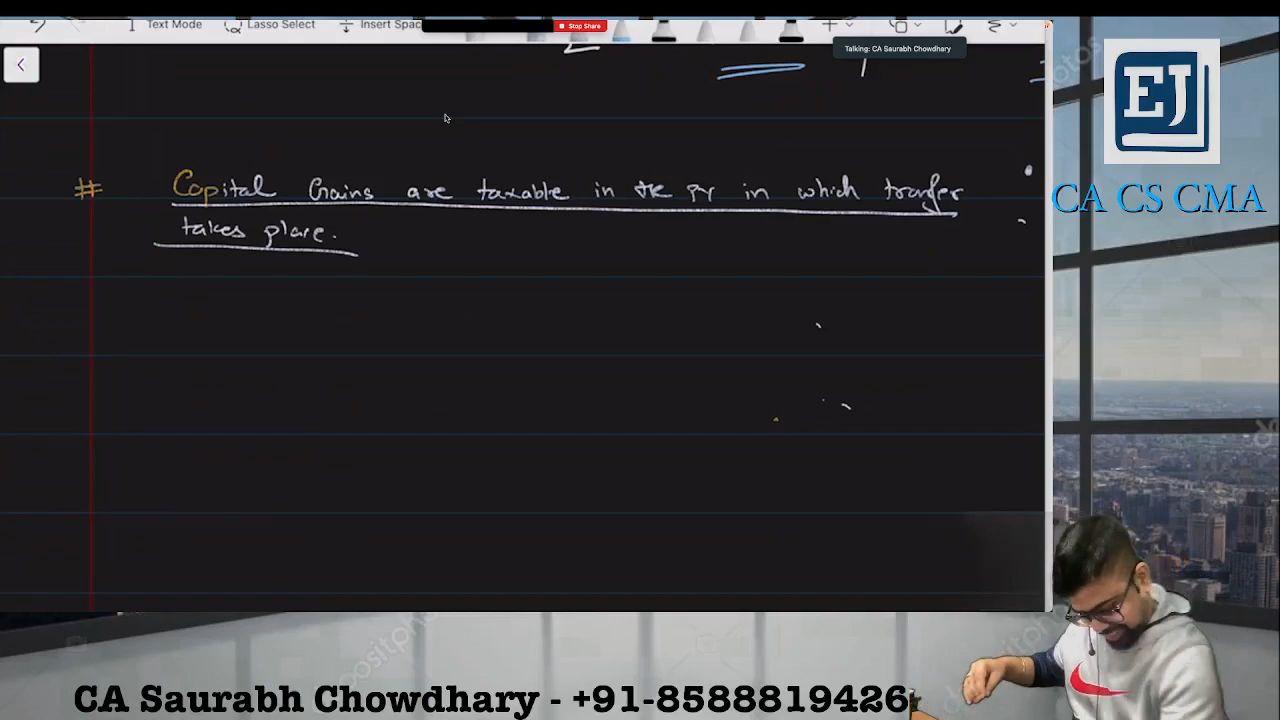 Text Mode
Lasso Select
Insert Spac
Stop Share
Talking: CA Saurabh Chowdhary
EJ
CA CS CMA
# Capital Gains are taxable in the PY in which transfer
takes place.
CA Saurabh Chowdhary - +91-8588819426